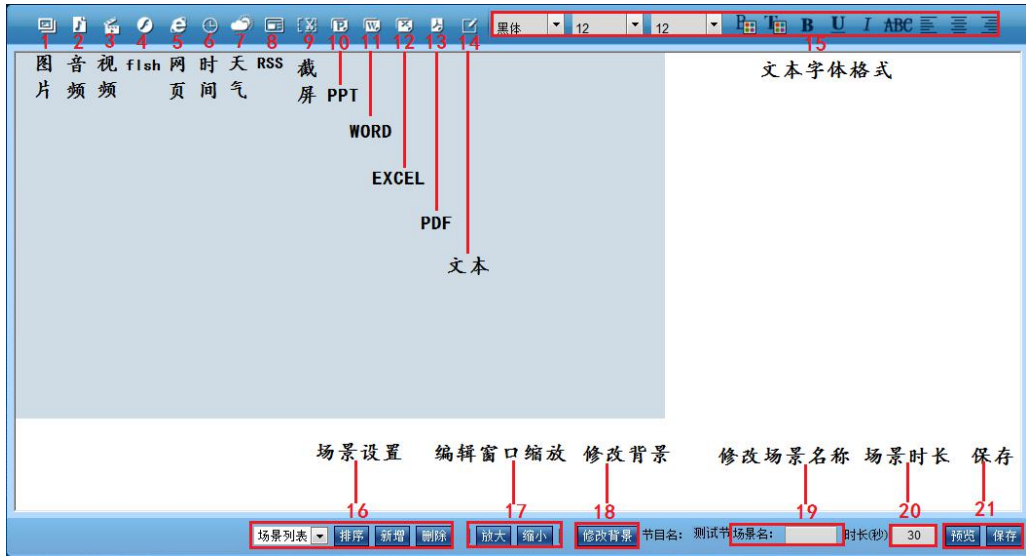 黑体 12 12 B U I ABC
1 2 3 4 5 6 7 8 9 10 11 12 13 14 15
图片 音频 视频 flsh 网页 时间 天气 RSS 截屏 PPT
文本字体格式
WORD
EXCEL
PDF
文本
场景设置 编辑窗口缩放 修改背景 修改场景名称 场景时长 保存
16 17 18 19 20 21
场景列表 排序 新增 删除 放大 缩小 修改背景 节目名: 测试节 场景名: 时长(秒) 30 预览 保存